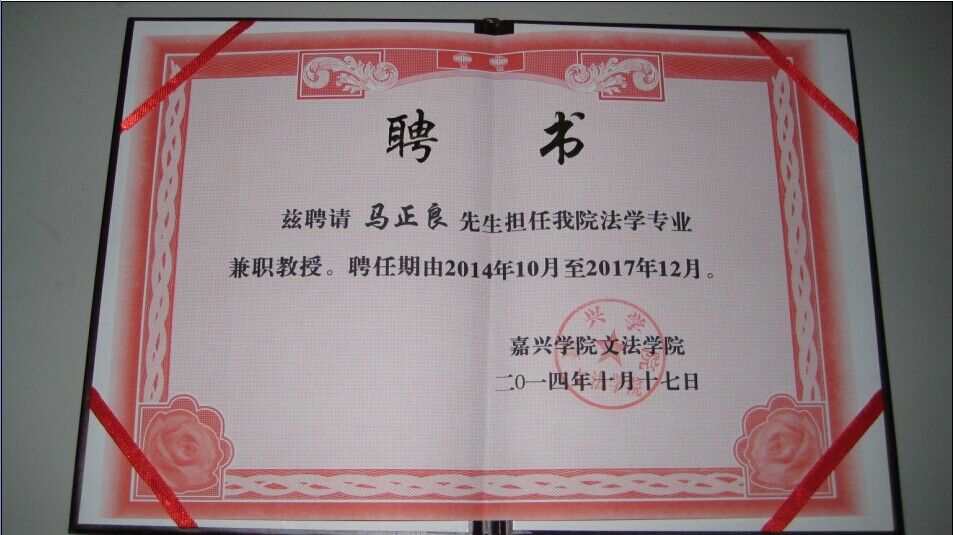 聘 书
兹聘请 马正良 先生担任我院法学专业
兼职教授。聘任期由2014年10月至2017年12月。
嘉兴学院文法学院
二〇一四年十月十七日